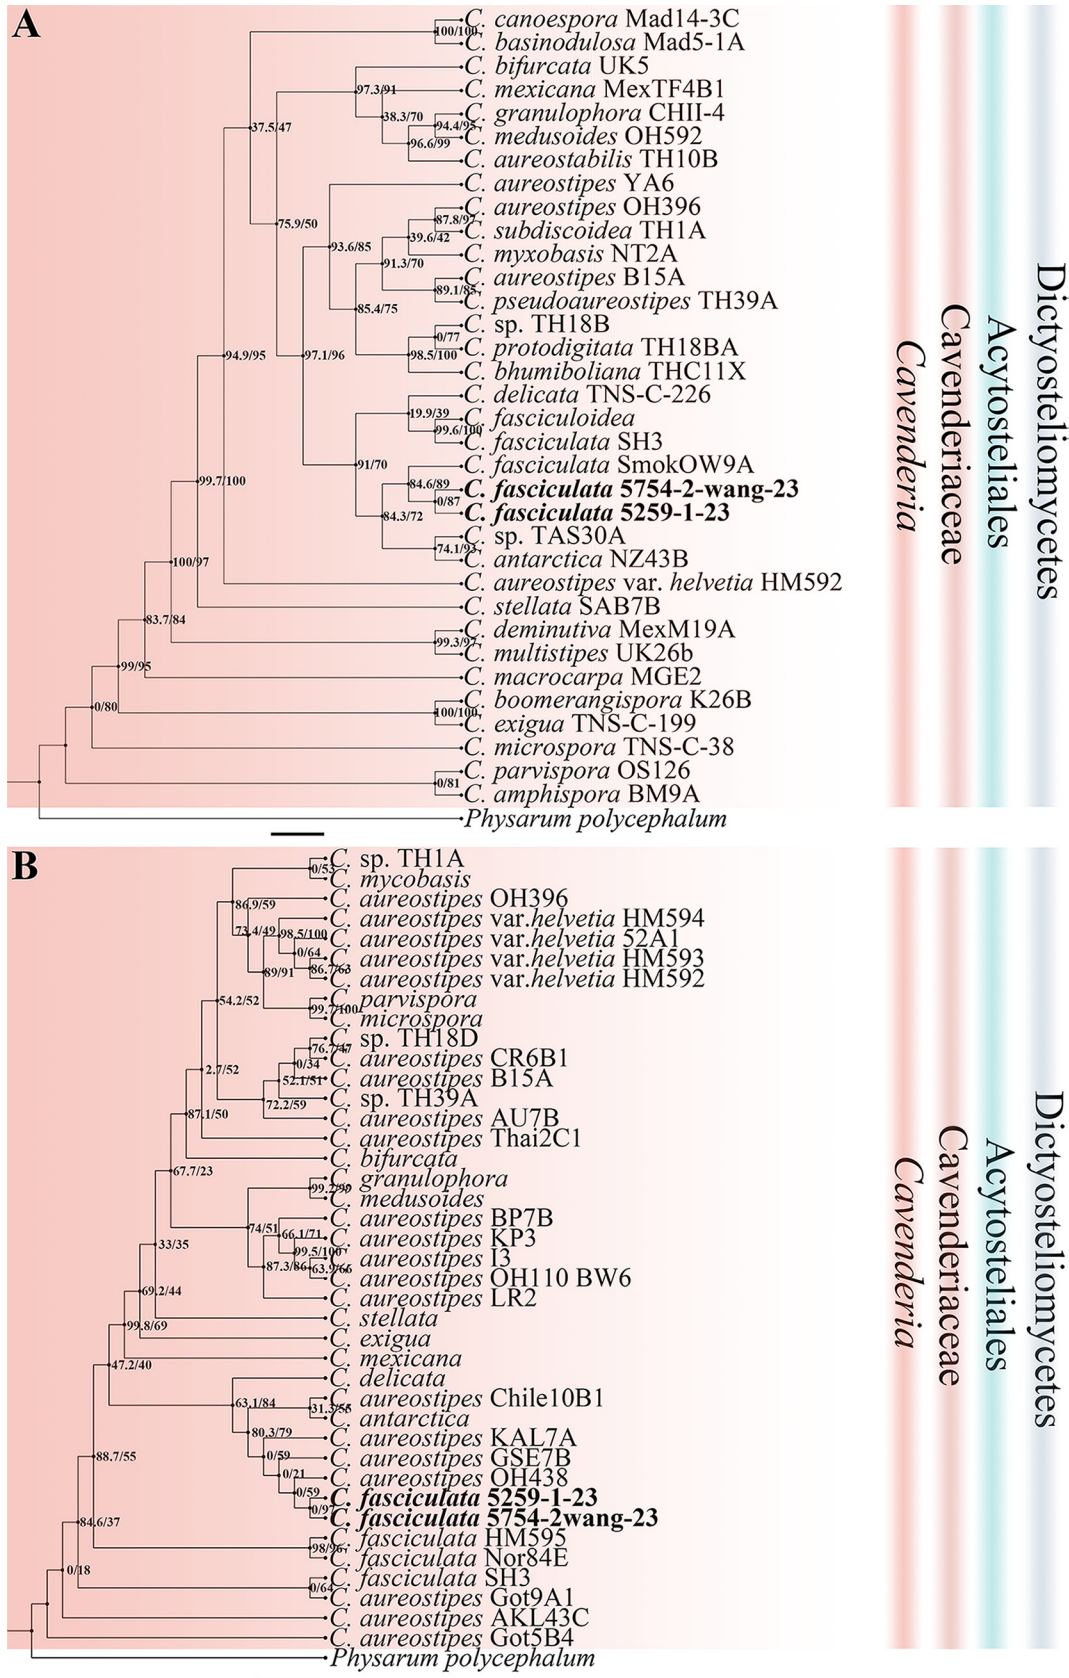 A
C. canoespora Mad14-3C
100/100
C. basinodulosa Mad5-1A
C. bifurcata UK5
97.3/91
C. mexicana MexTF4B1
C. granulophora CHII-4
38.3/70
94.4/95
37.5/47
C. medusoides OH592
96.6/99
C. aureostabilis TH10B
C. aureostipes YA6
C. aureostipes OH396
87.8/97
75.9/50
C. subdiscoidea TH1A
39.6/42
93.6/85
C. myxobasis NT2A
91.3/70
C. aureostipes B15A
89.1/85
C. pseudoaureostipes TH39A
85.4/75
C. sp. TH18B
0/77
C. protodigitata TH18BA
94.9/95
97.1/96
98.5/100
C. bhumiboliana THC11X
C. delicata TNS-C-226
19.9/39
C. fasciculoidea
99.6/100
C. fasciculata SH3
91/70
C. fasciculata SmokOW9A
99.7/100
84.6/89
C. fasciculata 5754-2-wang-23
0/87
C. fasciculata 5259-1-23
84.3/72
C. sp. TAS30A
74.1/93
C. antarctica NZ43B
100/97
C. aureostipes var. helvetia HM592
C. stellata SAB7B
83.7/84
C. deminutiva MexM19A
99.3/97
C. multistipes UK26b
99/95
C. macrocarpa MGE2
C. boomerangispora K26B
0/80
100/100
C. exigua TNS-C-199
C. microspora TNS-C-38
C. parvispora OS126
0/81
C. amphispora BM9A
Physarum polycephalum
Cavenderia
Cavenderiaceae
Acytosteliales
Dictyosteliomycetes
B
C. sp. TH1A
0/53
C. mycobasis
C. aureostipes OH396
86.9/59
C. aureostipes var.helvetia HM594
73.4/49
98.5/100
C. aureostipes var.helvetia 52A1
0/64
C. aureostipes var.helvetia HM593
86.7/63
89/91
C. aureostipes var.helvetia HM592
C. parvispora
54.2/52
99.7/100
C. microspora
C. sp. TH18D
76.7/47
C. aureostipes CR6B1
0/34
2.7/52
C. aureostipes B15A
52.1/51
C. sp. TH39A
72.2/59
87.1/50
C. aureostipes AU7B
C. aureostipes Thai2C1
C. bifurcata
67.7/23
C. granulophora
C. medusoides
C. aureostipes BP7B
74/51
66.1/71
C. aureostipes KP3
33/35
99.5/100
C. aureostipes I3
87.3/86
63.9/66
C. aureostipes OH110 BW6
69.2/44
C. aureostipes LR2
C. stellata
99.8/69
C. exigua
C. mexicana
47.2/40
C. delicata
C. aureostipes Chile10B1
63.1/84
31.3/55
C. antarctica
80.3/79
C. aureostipes KAL7A
88.7/55
0/59
C. aureostipes GSE7B
0/21
C. aureostipes OH438
0/59
C. fasciculata 5259-1-23
0/97
C. fasciculata 5754-2wang-23
84.6/37
C. fasciculata HM595
98/96
C. fasciculata Nor84E
0/18
C. fasciculata SH3
0/64
C. aureostipes Got9A1
C. aureostipes AKL43C
C. aureostipes Got5B4
Physarum polycephalum
Cavenderia
Cavenderiaceae
Acytosteliales
Dictyosteliomycetes